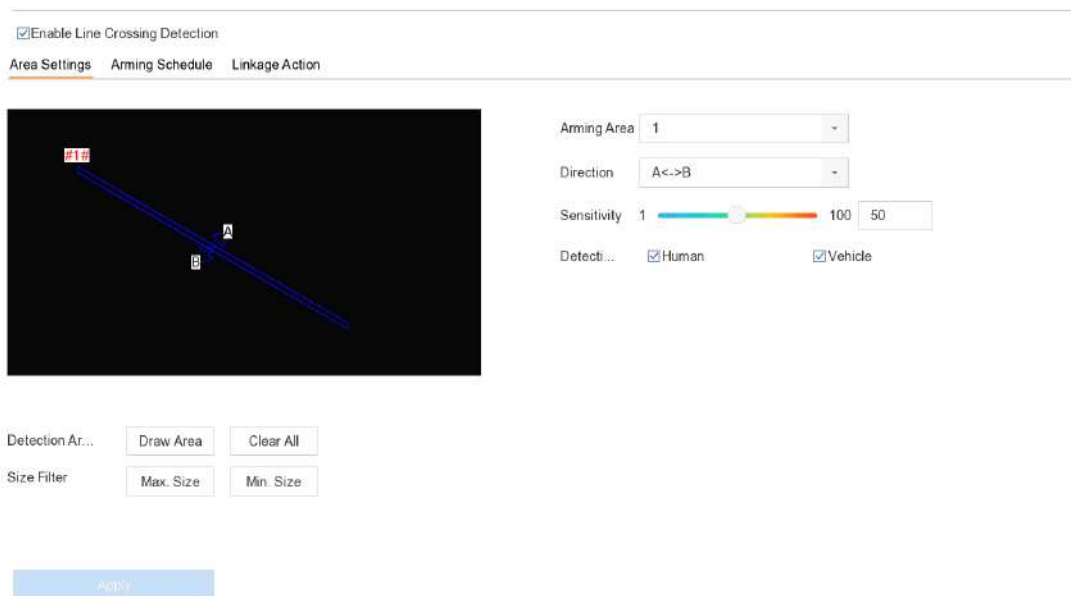 Enable Line Crossing Detection
Area Settings Arming Schedule Linkage Action
#1#
A
B
Arming Area 1
Direction A<->B
Sensitivity 1 100 50
Detecti... Human Vehicle
Detection Ar... Draw Area Clear All
Size Filter Max. Size Min. Size
Apply